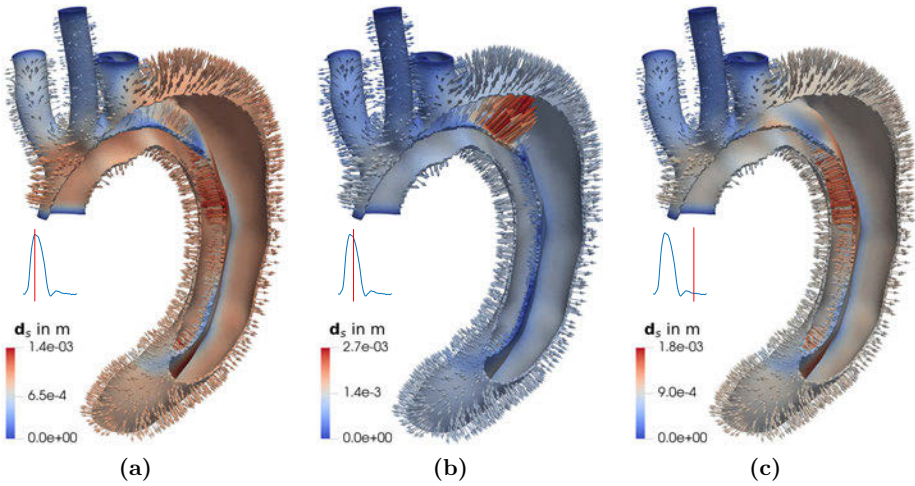 d_s in m
1.4e-03
6.5e-4
0.0e+00
(a)
d_s in m
2.7e-03
1.4e-3
0.0e+00
(b)
d_s in m
1.8e-03
9.0e-4
0.0e+00
(c)